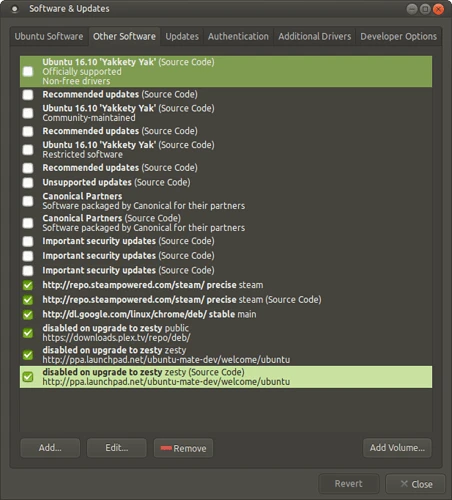 Software & Updates
Ubuntu Software Other Software Updates Authentication Additional Drivers Developer Options
Ubuntu 16.10 'Yakkety Yak' (Source Code)
Officially supported
Non-free drivers
Recommended updates (Source Code)
Ubuntu 16.10 'Yakkety Yak' (Source Code)
Community-maintained
Recommended updates (Source Code)
Ubuntu 16.10 'Yakkety Yak' (Source Code)
Restricted software
Recommended updates (Source Code)
Unsupported updates (Source Code)
Canonical Partners
Software packaged by Canonical for their partners
Canonical Partners (Source Code)
Software packaged by Canonical for their partners
Important security updates (Source Code)
Important security updates (Source Code)
Important security updates (Source Code)
http://repo.steampowered.com/steam/ precise steam
http://repo.steampowered.com/steam/ precise steam (Source Code)
http://dl.google.com/linux/chrome/deb/ stable main
disabled on upgrade to zesty public
https://downloads.plex.tv/repo/deb/
disabled on upgrade to zesty zesty
http://ppa.launchpad.net/ubuntu-mate-dev/welcome/ubuntu
disabled on upgrade to zesty zesty (Source Code)
http://ppa.launchpad.net/ubuntu-mate-dev/welcome/ubuntu
Add... Edit... Remove Add Volume...
Revert Close